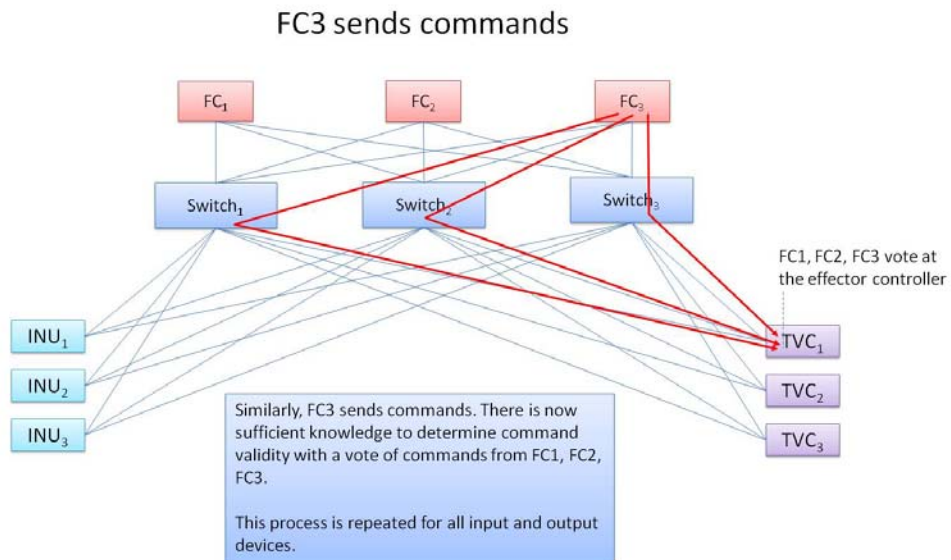 FC3 sends commands
FC₁
FC₂
FC₃
Switch₁
Switch₂
Switch₃
FC1, FC2, FC3 vote at
the effector controller
INU₁
INU₂
INU₃
TVC₁
TVC₂
TVC₃
Similarly, FC3 sends commands. There is now
sufficient knowledge to determine command
validity with a vote of commands from FC1, FC2,
FC3.
This process is repeated for all input and output
devices.